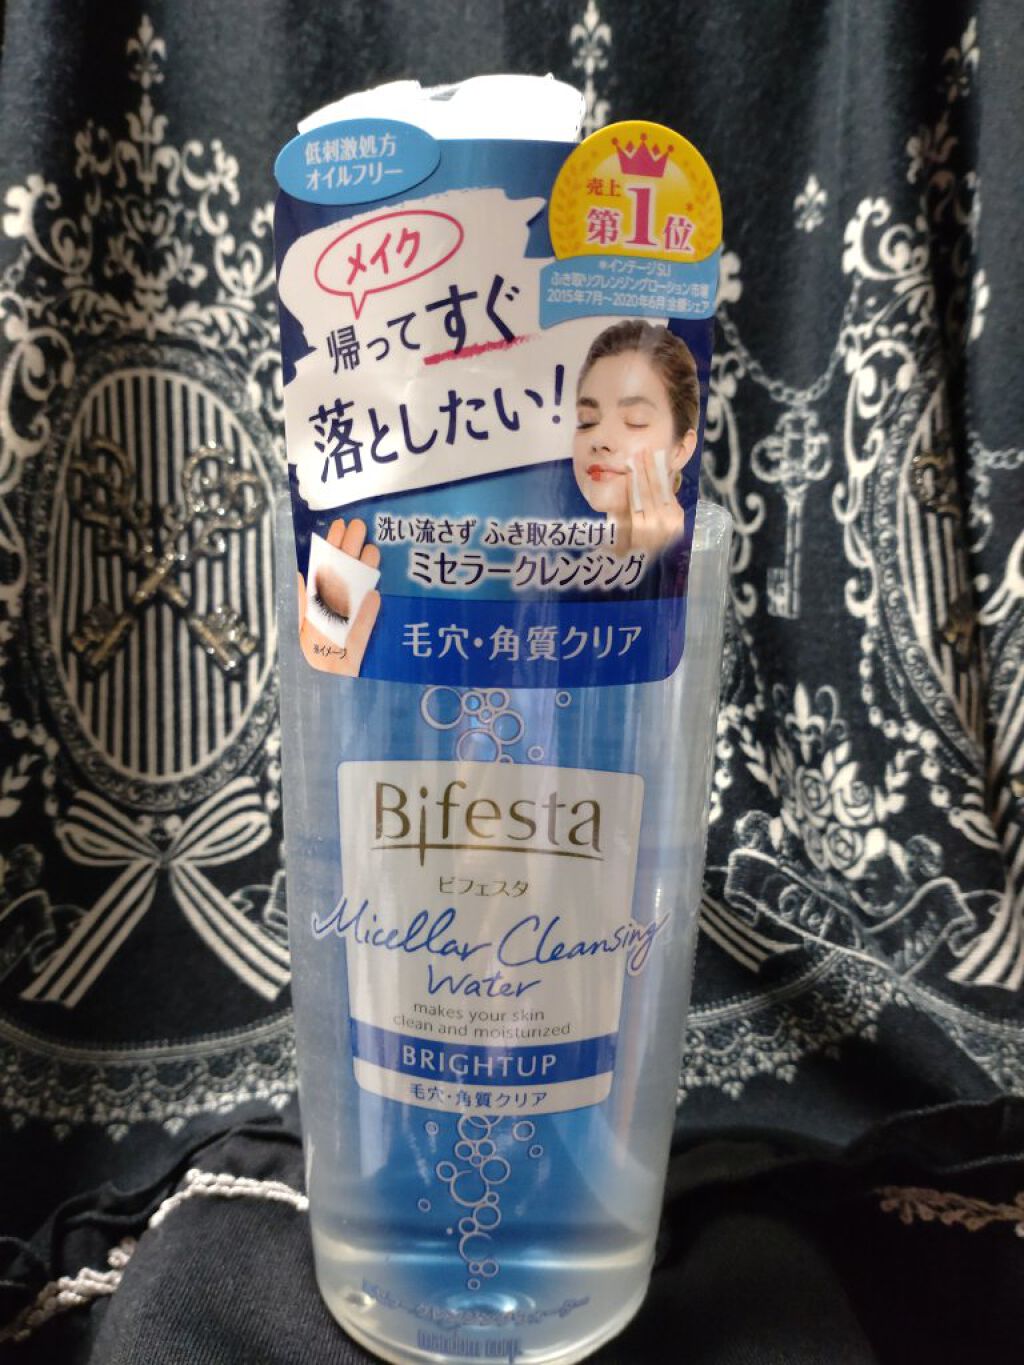 低刺激処方
オイルフリー
売上
第1位*
*インテージSLI
ふき取りクレンジングローション市場
2015年7月~2020年6月 金額シェア
メイク
帰ってすぐ
落としたい!
洗い流さず ふき取るだけ!
ミセラークレンジング
※イメージ
毛穴・角質クリア
Bifesta
ビフェスタ
Micellar Cleansing
Water
makes your skin
clean and moisturized
BRIGHTUP
毛穴・角質クリア
mandom corp.